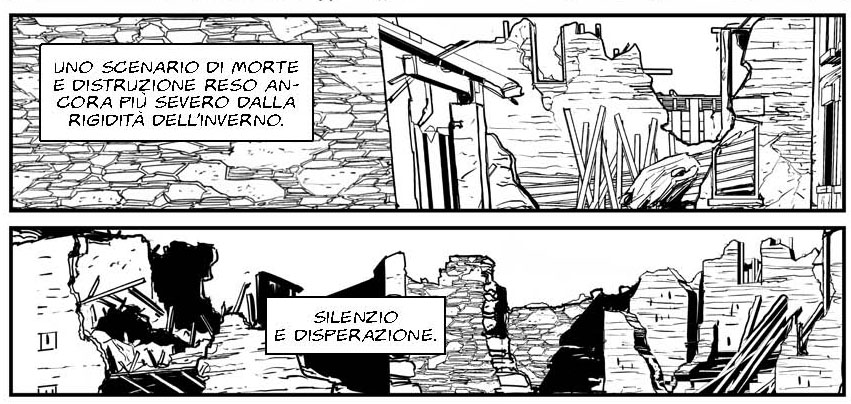 UNO SCENARIO DI MORTE
E DISTRUZIONE RESO AN-
CORA PIÙ SEVERO DALLA
RIGIDITÀ DELL'INVERNO.
SILENZIO
E DISPERAZIONE.